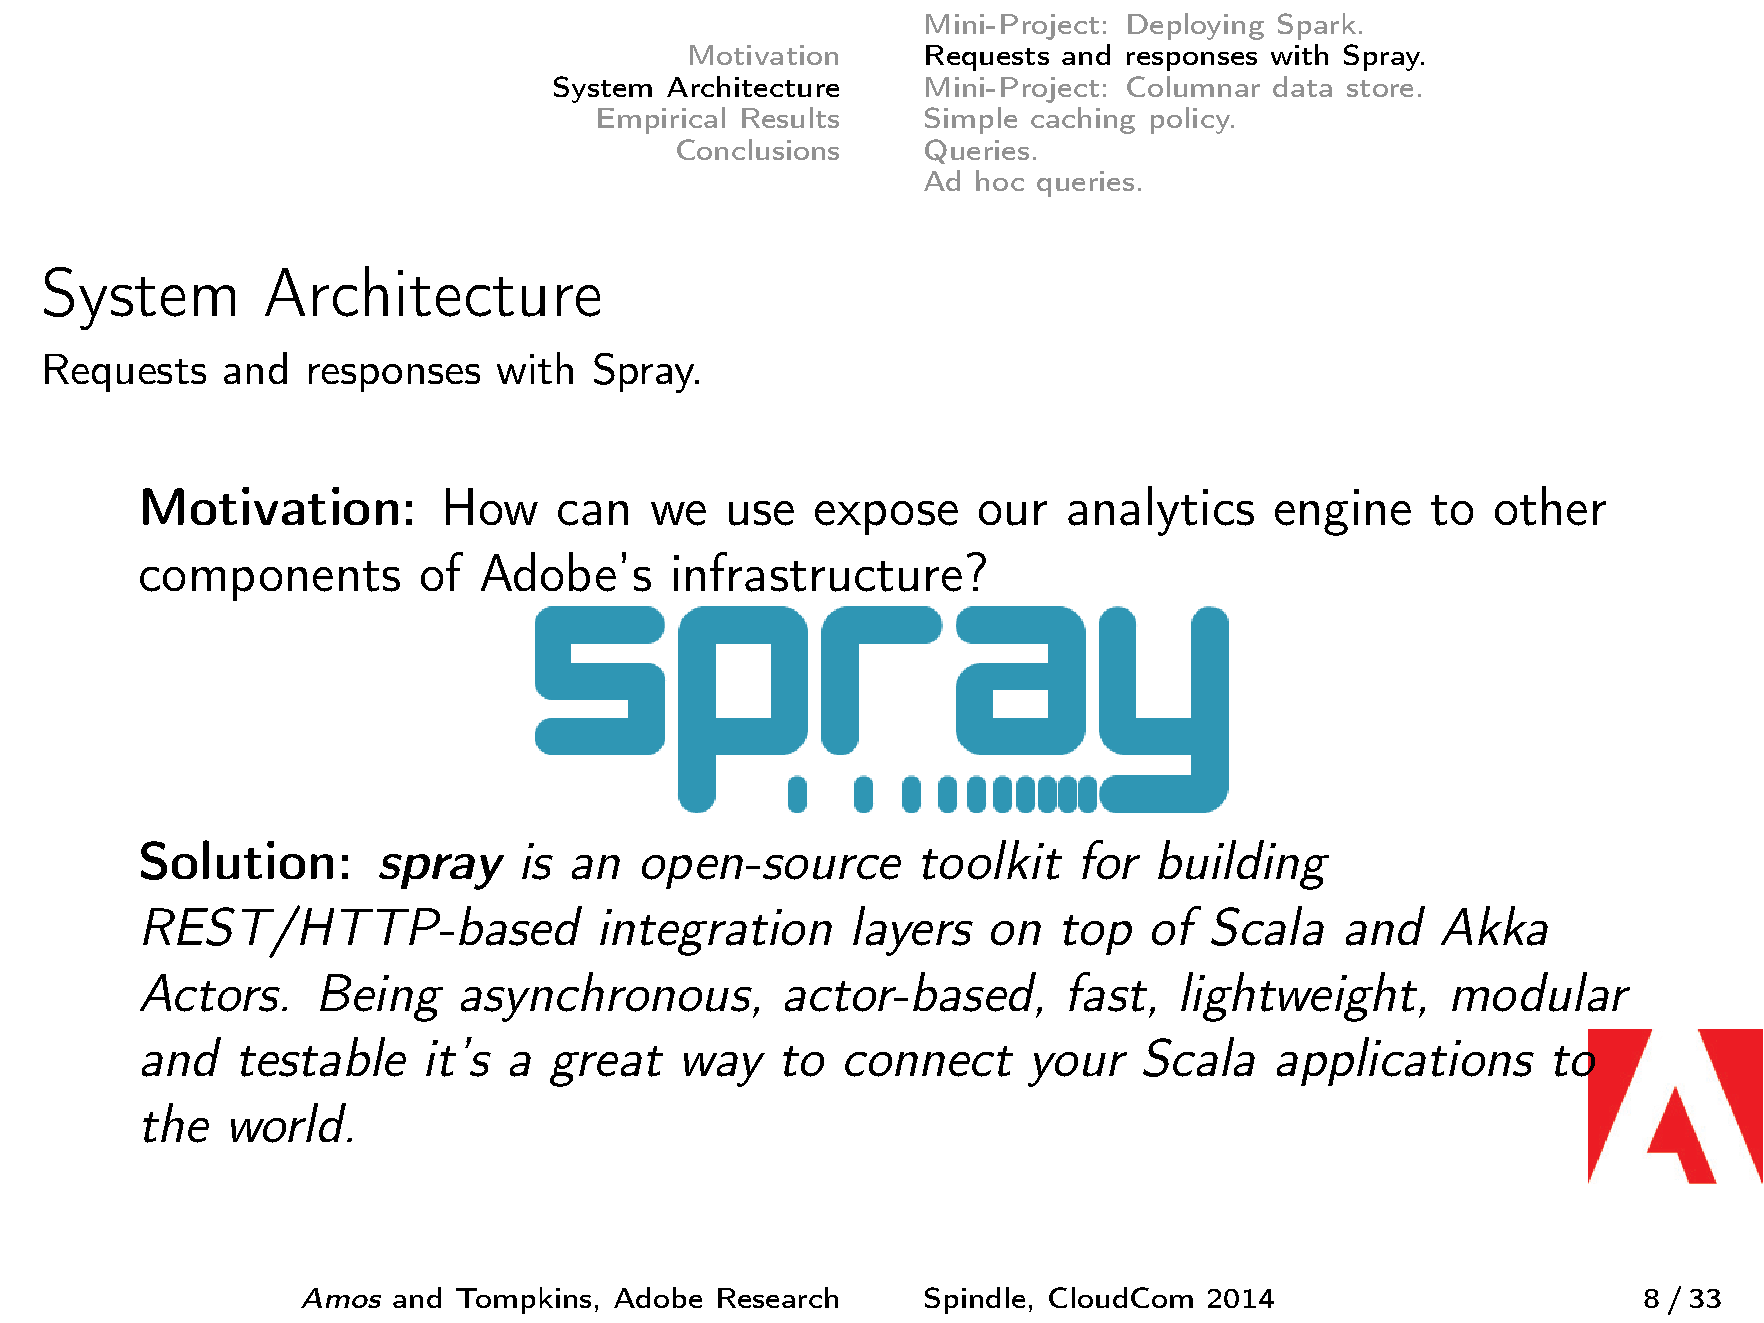 Motivation
System Architecture
Empirical Results
Conclusions
Mini-Project: Deploying Spark.
Requests and responses with Spray.
Mini-Project: Columnar data store.
Simple caching policy.
Queries.
Ad hoc queries.
System Architecture
Requests and responses with Spray.
Motivation: How can we use expose our analytics engine to other
components of Adobe's infrastructure?
spray
Solution: spray is an open-source toolkit for building
REST/HTTP-based integration layers on top of Scala and Akka
Actors. Being asynchronous, actor-based, fast, lightweight, modular
and testable it's a great way to connect your Scala applications to
the world.
Amos and Tompkins, Adobe Research Spindle, CloudCom 2014 8 / 33